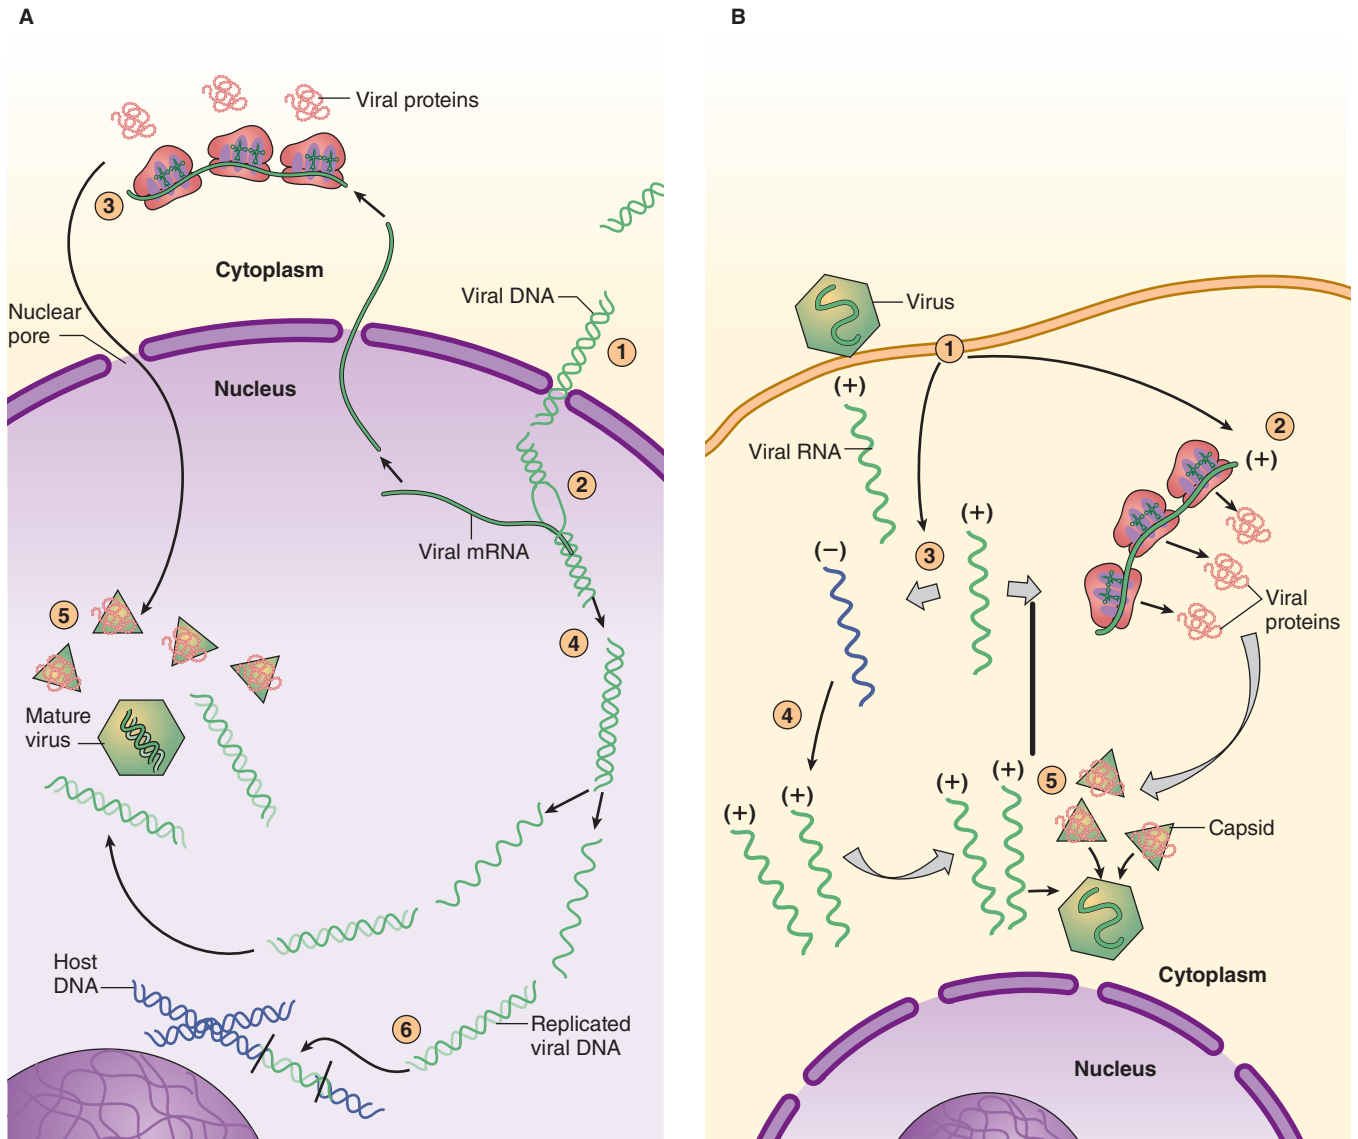 A
Viral proteins
3
Cytoplasm
Viral DNA
Nuclear
pore
1
Nucleus
2
Viral mRNA
5
4
Mature
virus
Host
DNA
6
Replicated
viral DNA
B
Virus
1
(+)
2
(+)
Viral RNA
(+)
(−)
3
Viral
proteins
4
(+)
5
(+)
(+)
(+)
Capsid
Cytoplasm
Nucleus